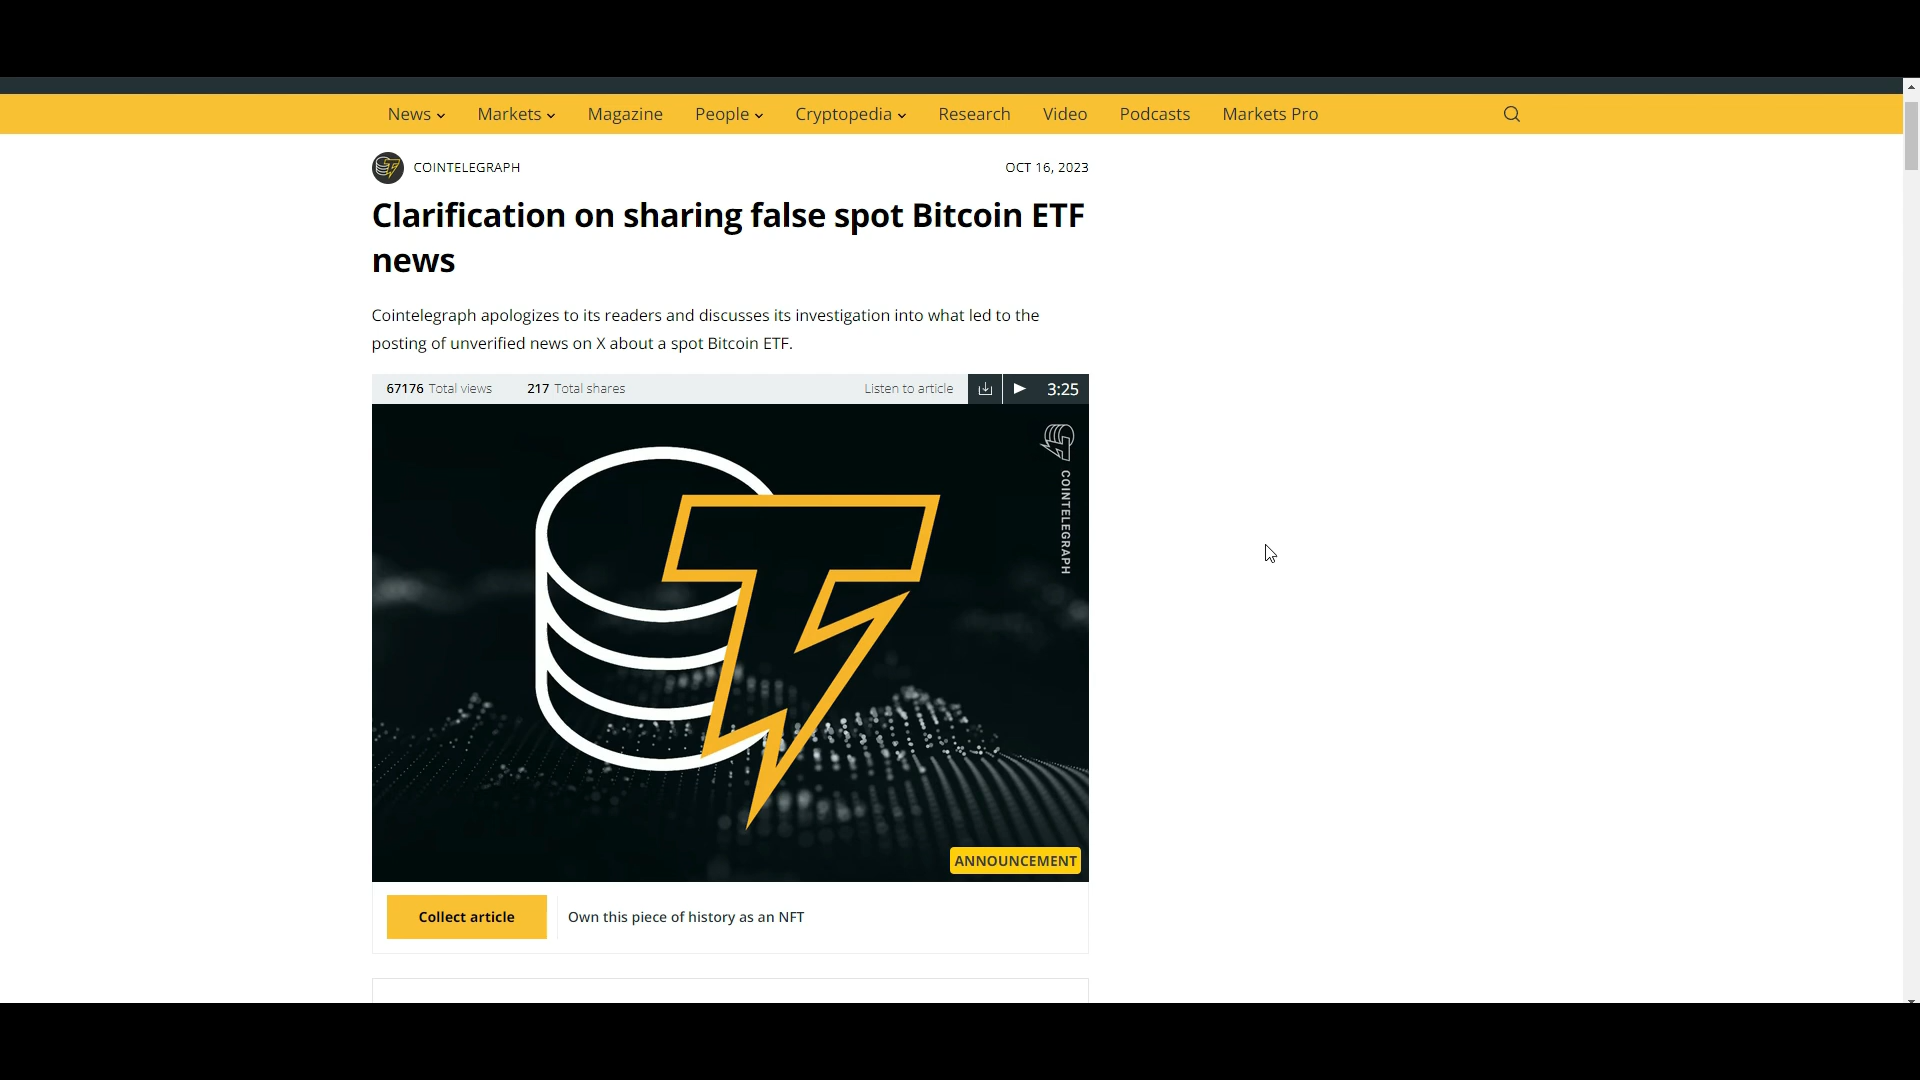 News Markets Magazine People Cryptopedia Research Video Podcasts Markets Pro
COINTELEGRAPH OCT 16, 2023
Clarification on sharing false spot Bitcoin ETF
news
Cointelegraph apologizes to its readers and discusses its investigation into what led to the
posting of unverified news on X about a spot Bitcoin ETF.
67176 Total views 217 Total shares Listen to article 3:25
COINTELEGRAPH
ANNOUNCEMENT
Collect article Own this piece of history as an NFT